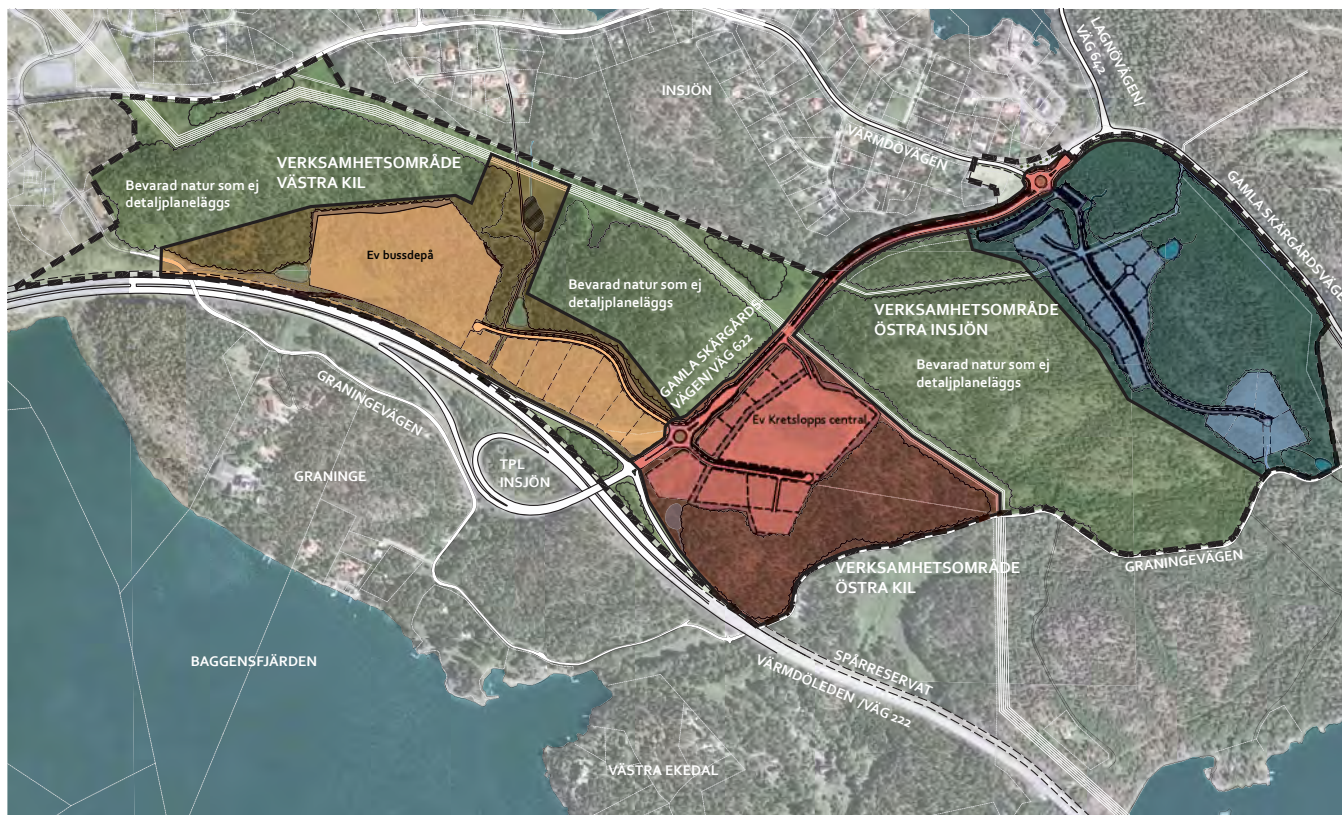 LAGNÖVÄGEN/
VÄG 642
INSJÖN
VÄRMDÖVÄGEN
VERKSAMHETSOMRÅDE
VÄSTRA KIL
Bevarad natur som ej
detaljplaneläggs
GAMLA SKÄRGÅRDSVÄGEN
Ev bussdepå
Bevarad natur som ej
detaljplaneläggs
VERKSAMHETSOMRÅDE
ÖSTRA INSJÖN
GAMLA SKÄRGÅRDS
VÄGEN/VÄG 622
Bevarad natur som ej
detaljplaneläggs
GRANINGEVÄGEN
Ev Kretslopps central
GRANINGE
TPL
INSJÖN
GRANINGEVÄGEN
VERKSAMHETSOMRÅDE
ÖSTRA KIL
BAGGENSFJÄRDEN
SPÅRRESERVAT
VÄRMDÖLEDEN /VÄG 222
VÄSTRA EKEDAL